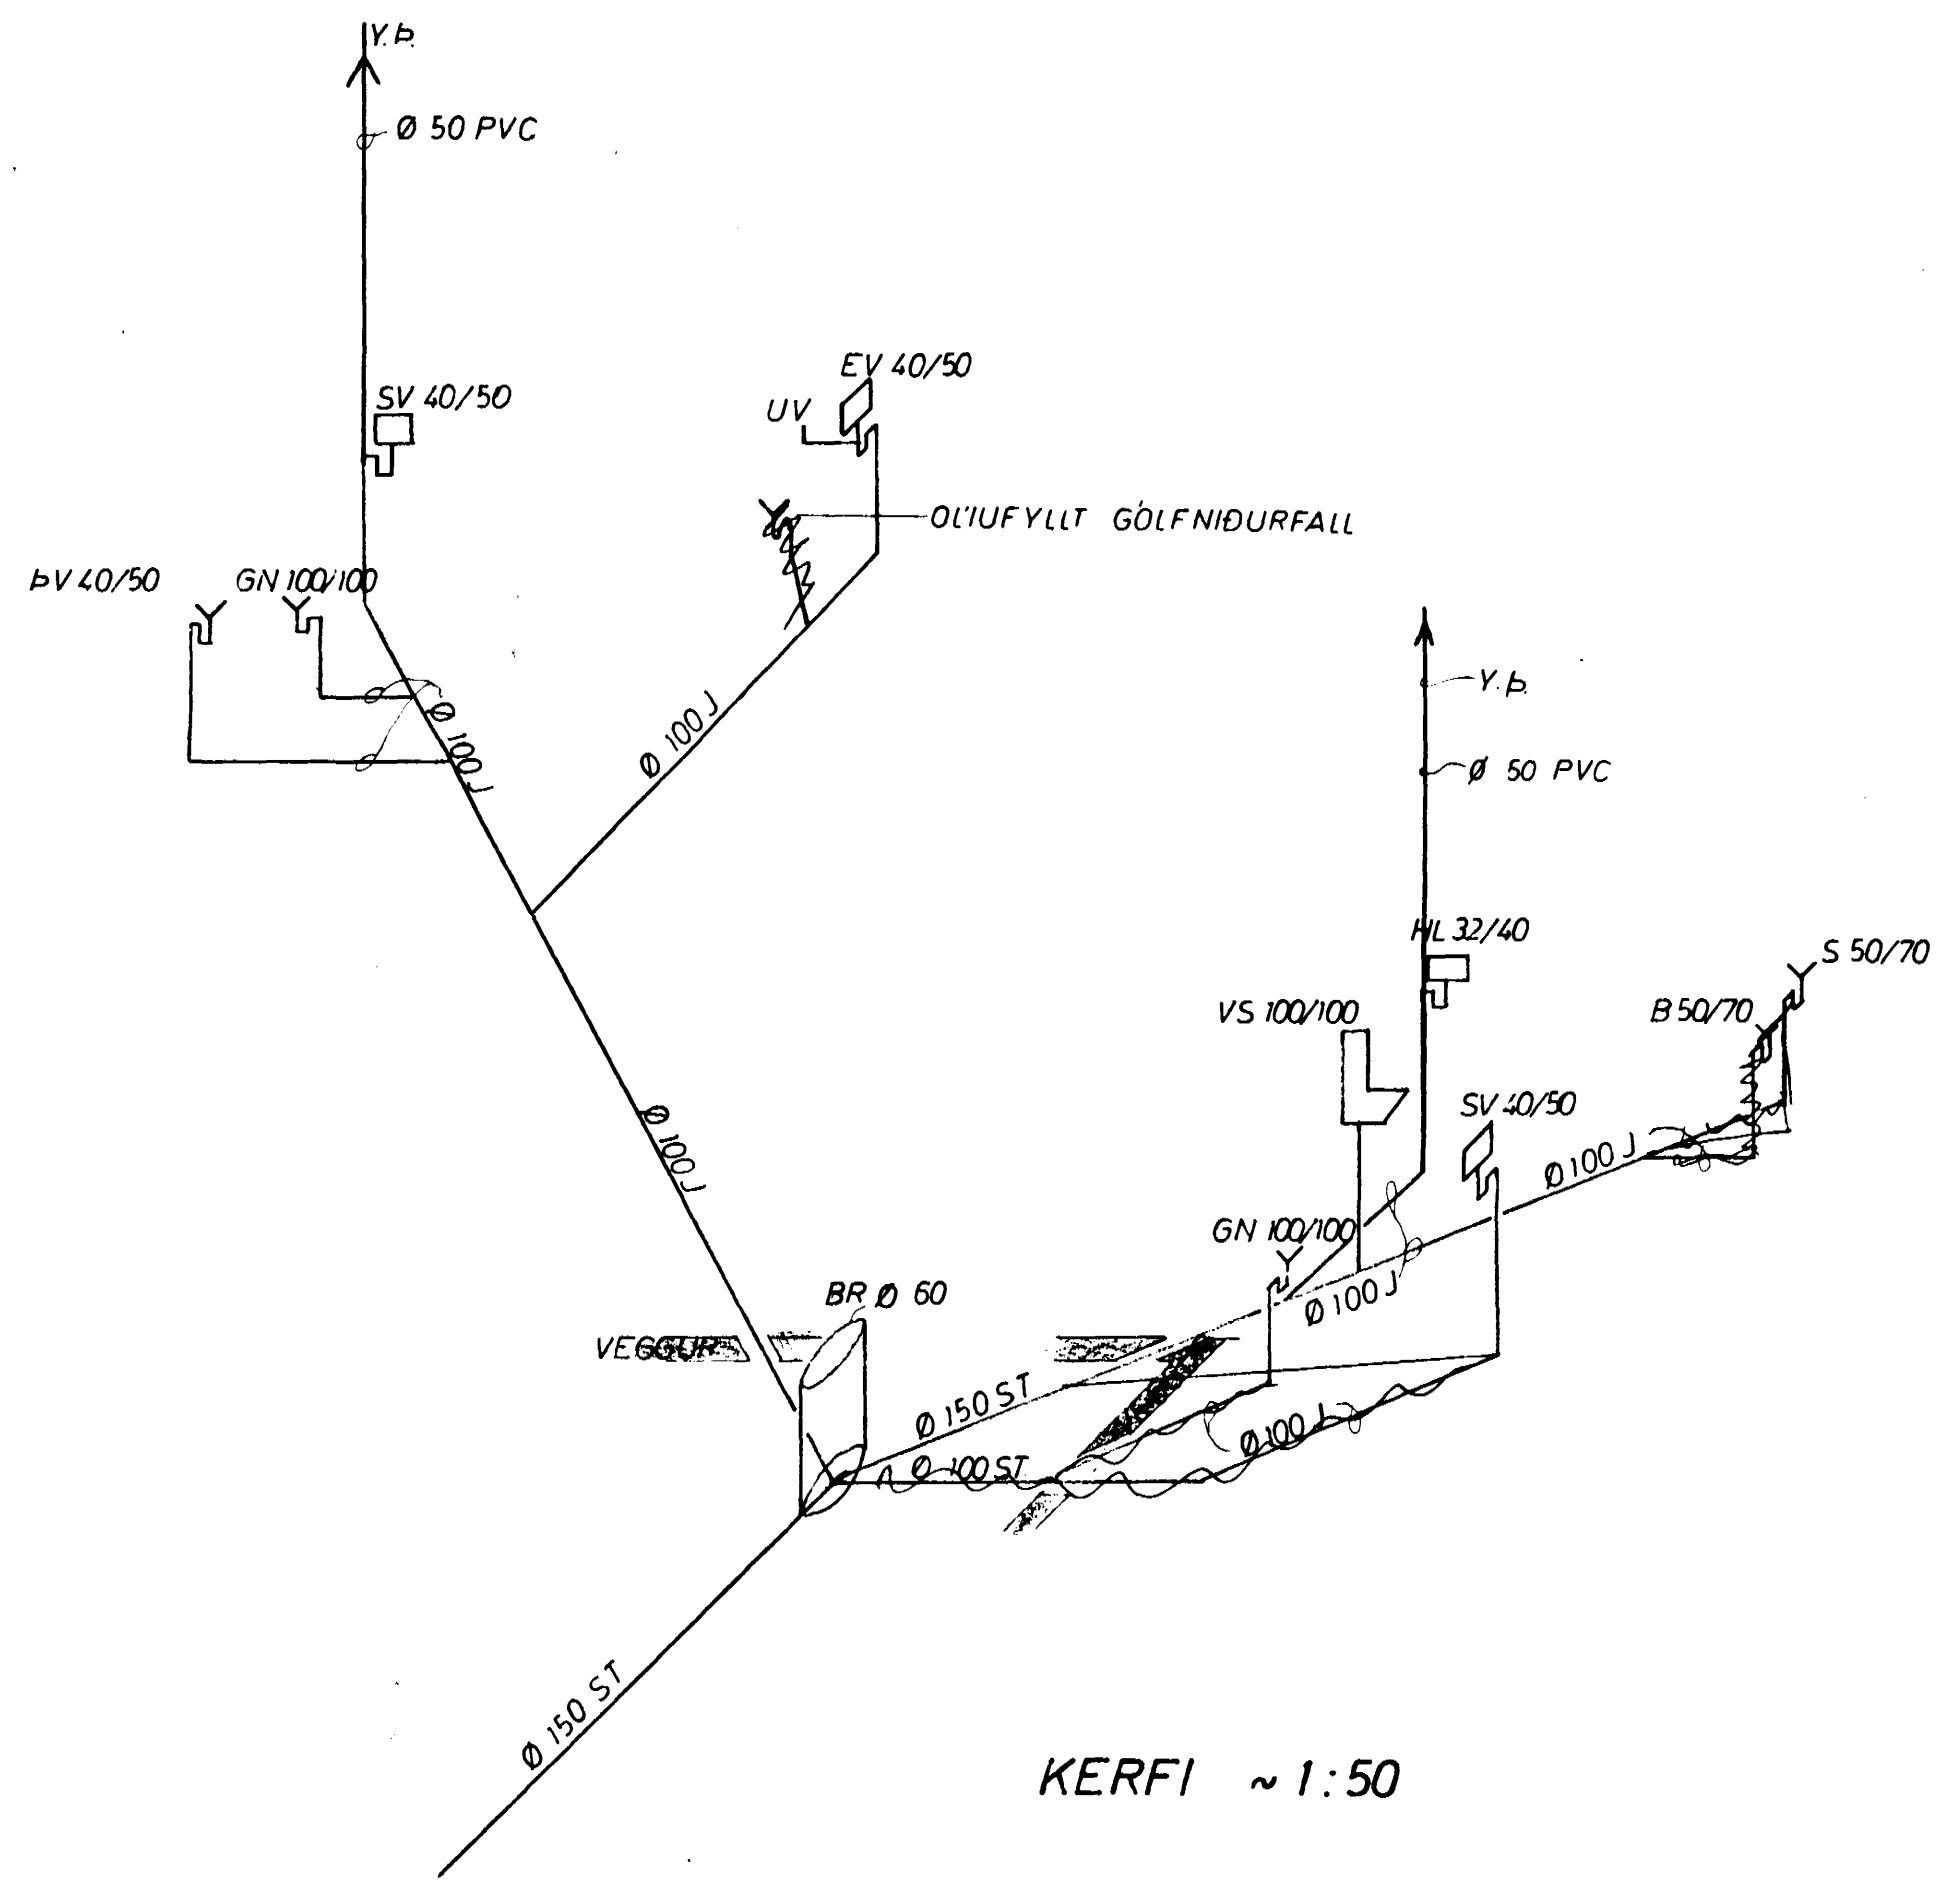 Y.Þ.
Ø 50 PVC
EV 40/50
SV 40/50
UV
OLÍUFYLLT GÓLFNIÐURFALL
ÞV 40/50
GN 100/100
Ø 100 J
Ø 100 J
Y.Þ.
Ø 50 PVC
HL 32/40
S 50/70
VS 100/100
B 50/70
SV 40/50
Ø 100 J
Ø 100 J
GN 100/100
BR Ø 60
Ø 100 J
VEGGUR
Ø 150 ST
Ø 100 J
Ø 100 ST
Ø 150 ST
KERFI ~ 1:50